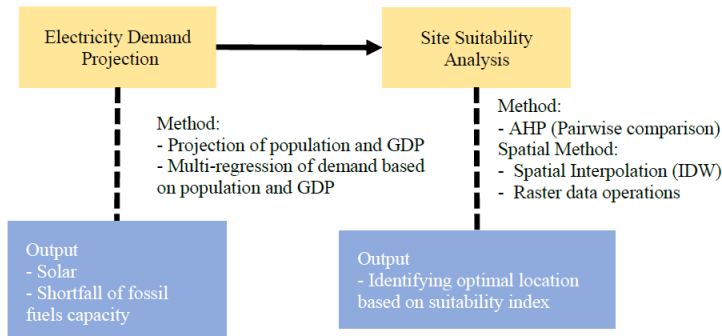 Electricity Demand
Projection
Site Suitability
Analysis
Method:
- Projection of population and GDP
- Multi-regression of demand based
on population and GDP
Method:
- AHP (Pairwise comparison)
Spatial Method:
- Spatial Interpolation (IDW)
- Raster data operations
Output
- Solar
- Shortfall of fossil
fuels capacity
Output
- Identifying optimal location
based on suitability index